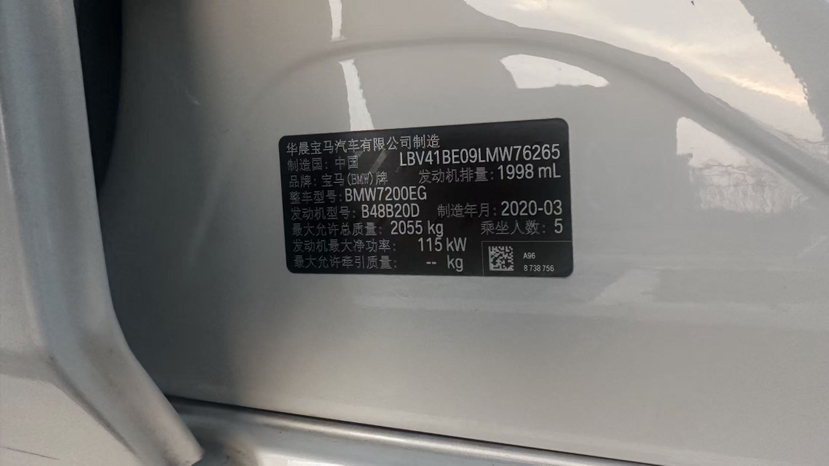 华晨宝马汽车有限公司制造
制造国: 中国 LBV41BE09LMW76265
品牌: 宝马(BMW)牌 发动机排量: 1998 mL
整车型号: BMW7200EG
发动机型号: B48B20D 制造年月: 2020-03
最大允许总质量: 2055 kg 乘坐人数: 5
发动机最大净功率: 115 kW A96
最大允许牵引质量: -- kg 8 738 756